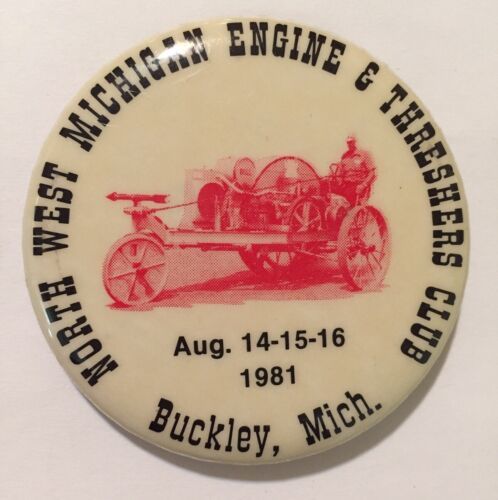 NORTH WEST MICHIGAN ENGINE & THRESHERS CLUB
Aug. 14-15-16
1981
Buckley, Mich.